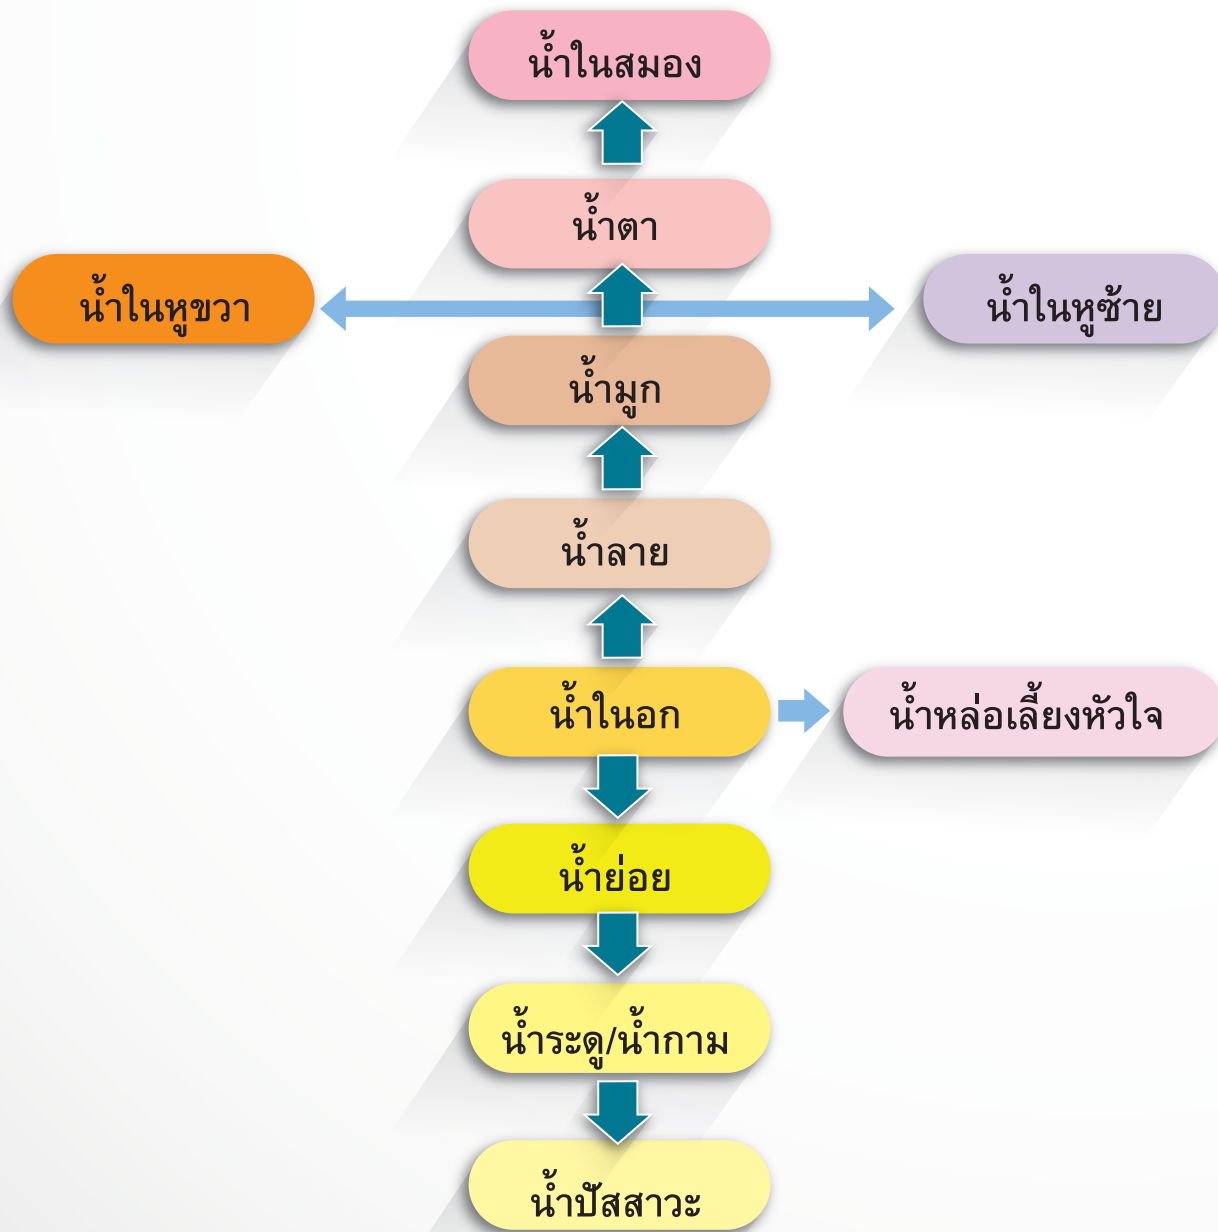 น้ำในสมอง
น้ำตา
น้ำในหูขวา
น้ำในหูซ้าย
น้ำมูก
น้ำลาย
น้ำในอก
น้ำหล่อเลี้ยงหัวใจ
น้ำย่อย
น้ำระดู/น้ำกาม
น้ำปัสสาวะ